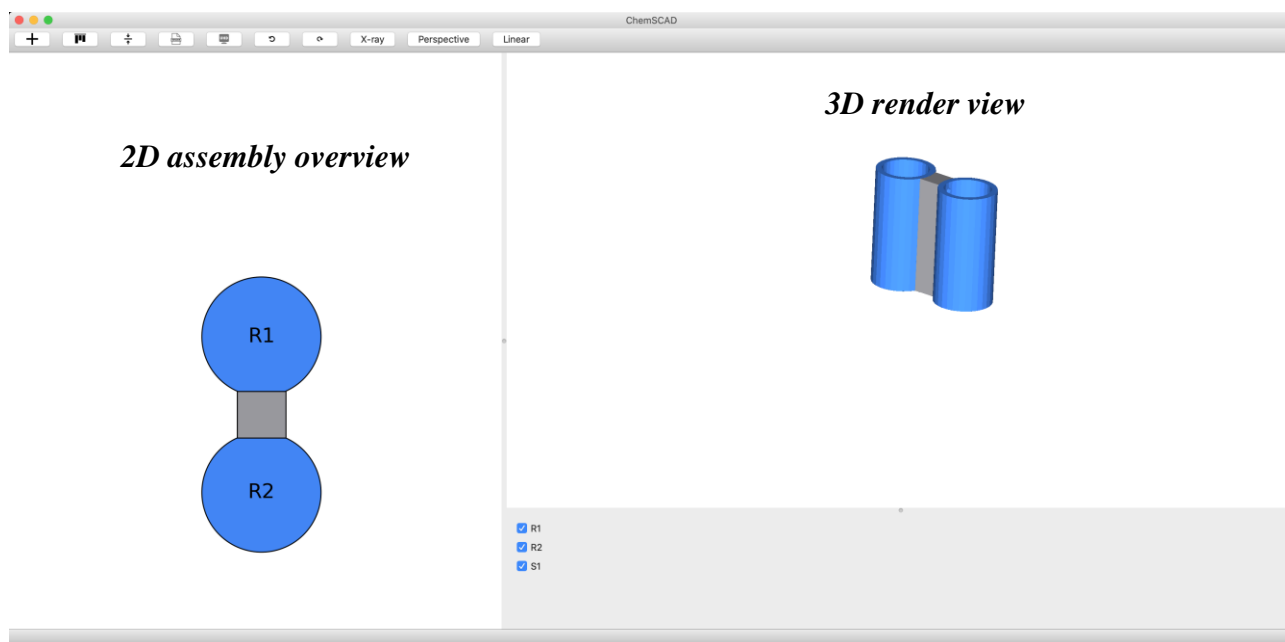 ChemSCAD
X-ray
Perspective
Linear
3D render view
2D assembly overview
R1
R2
R1
R2
S1